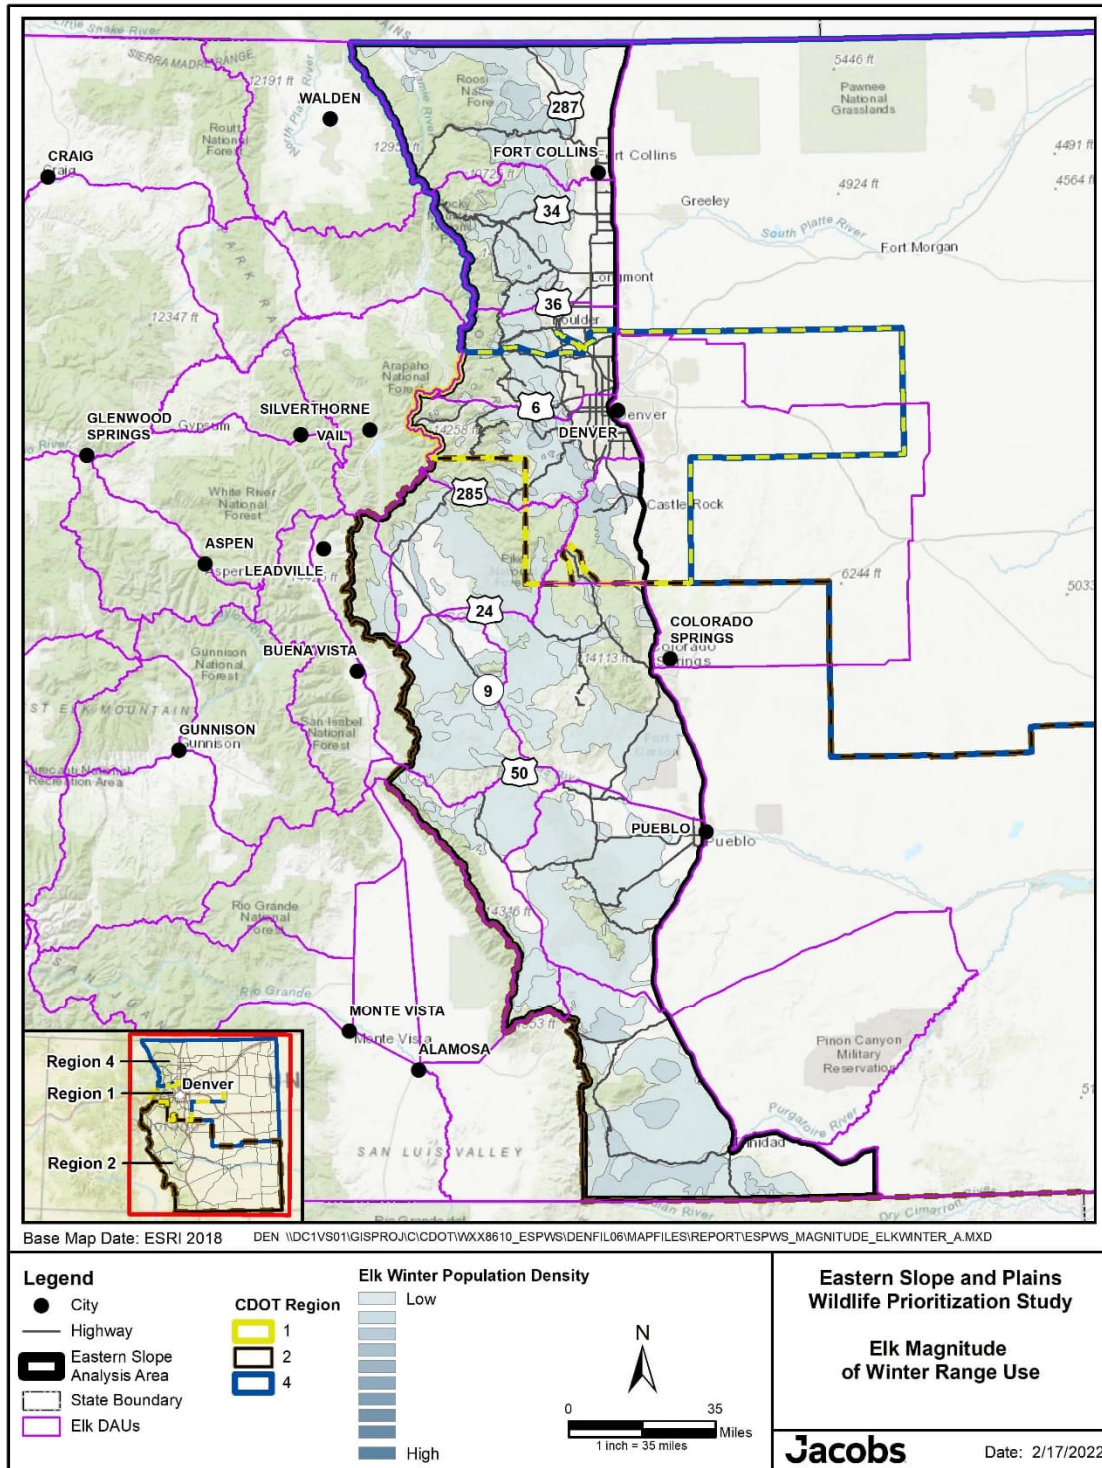 Little Snake River
SIERRA MADRE RANGE
12191 ft
WALDEN
287
5446 ft
Pawnee
National
Grasslands
CRAIG
Craig
Routt
National
Forest
FORT COLLINS
Fort Collins
4491 ft
4924 ft
4564 ft
34
Greeley
South Platte River
Fort Morgan
PARK RANGE
Longmont
12347 ft
36
Boulder
Arapaho
National
Forest
GLENWOOD
SPRINGS
Gypsum
SILVERTHORNE
VAIL
14258 ft
6
DENVER
Denver
White River
National
Forest
285
Castle Rock
ASPEN
Aspen
LEADVILLE
6244 ft
24
COLORADO
SPRINGS
Colorado
Springs
BUENA VISTA
Gunnison
National
Forest
14113 ft
9
GUNNISON
Gunnison
San Isabel
National
Forest
Curecanti National
Recreation Area
50
PUEBLO
Pueblo
Rio Grande
National
Forest
14316 ft
Rio Grande
MONTE VISTA
Monte Vista
ALAMOSA
Pinon Canyon
Military
Reservation
Purgatoire River
Trinidad
SAN LUIS VALLEY
Dry Cimarron River
Region 4
Region 1
Denver
Region 2
Base Map Date: ESRI 2018 DEN \\DC1VS01\GISPROJ\C\CDOT\WXX8610_ESPWS\DENFIL06\MAPFILES\REPORT\ESPWS_MAGNITUDE_ELKWINTER_A.MXD
Legend
City
Highway
Eastern Slope
Analysis Area
State Boundary
Elk DAUs
CDOT Region
1
2
4
Elk Winter Population Density
Low
High
N
0 35
Miles
1 inch = 35 miles
Eastern Slope and Plains
Wildlife Prioritization Study
Elk Magnitude
of Winter Range Use
Jacobs
Date: 2/17/2022